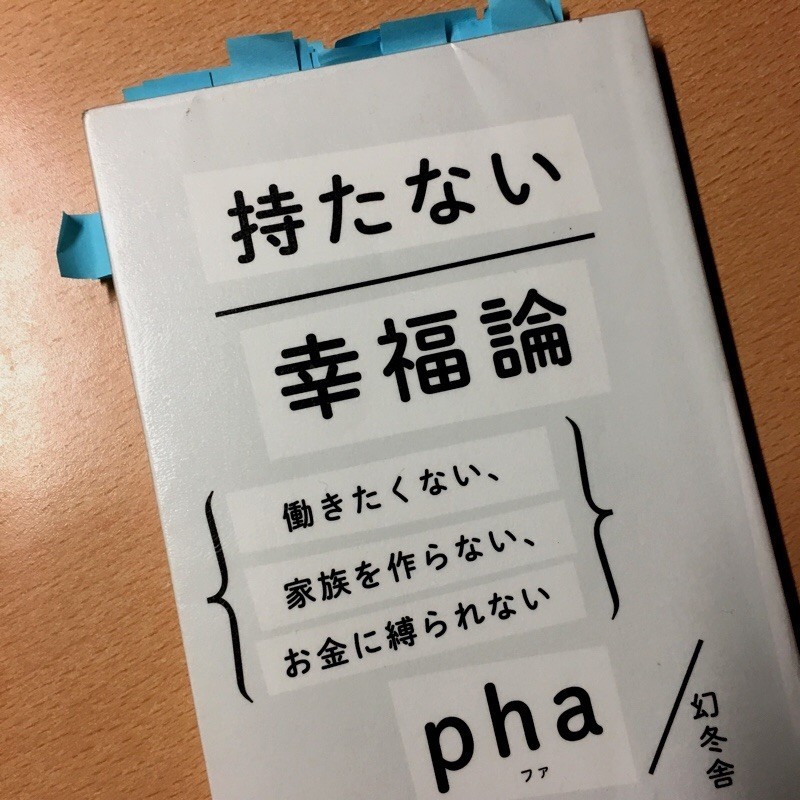 持たない
幸福論
働きたくない、
家族を作らない、
お金に縛られない
pha
ファ
幻冬舎